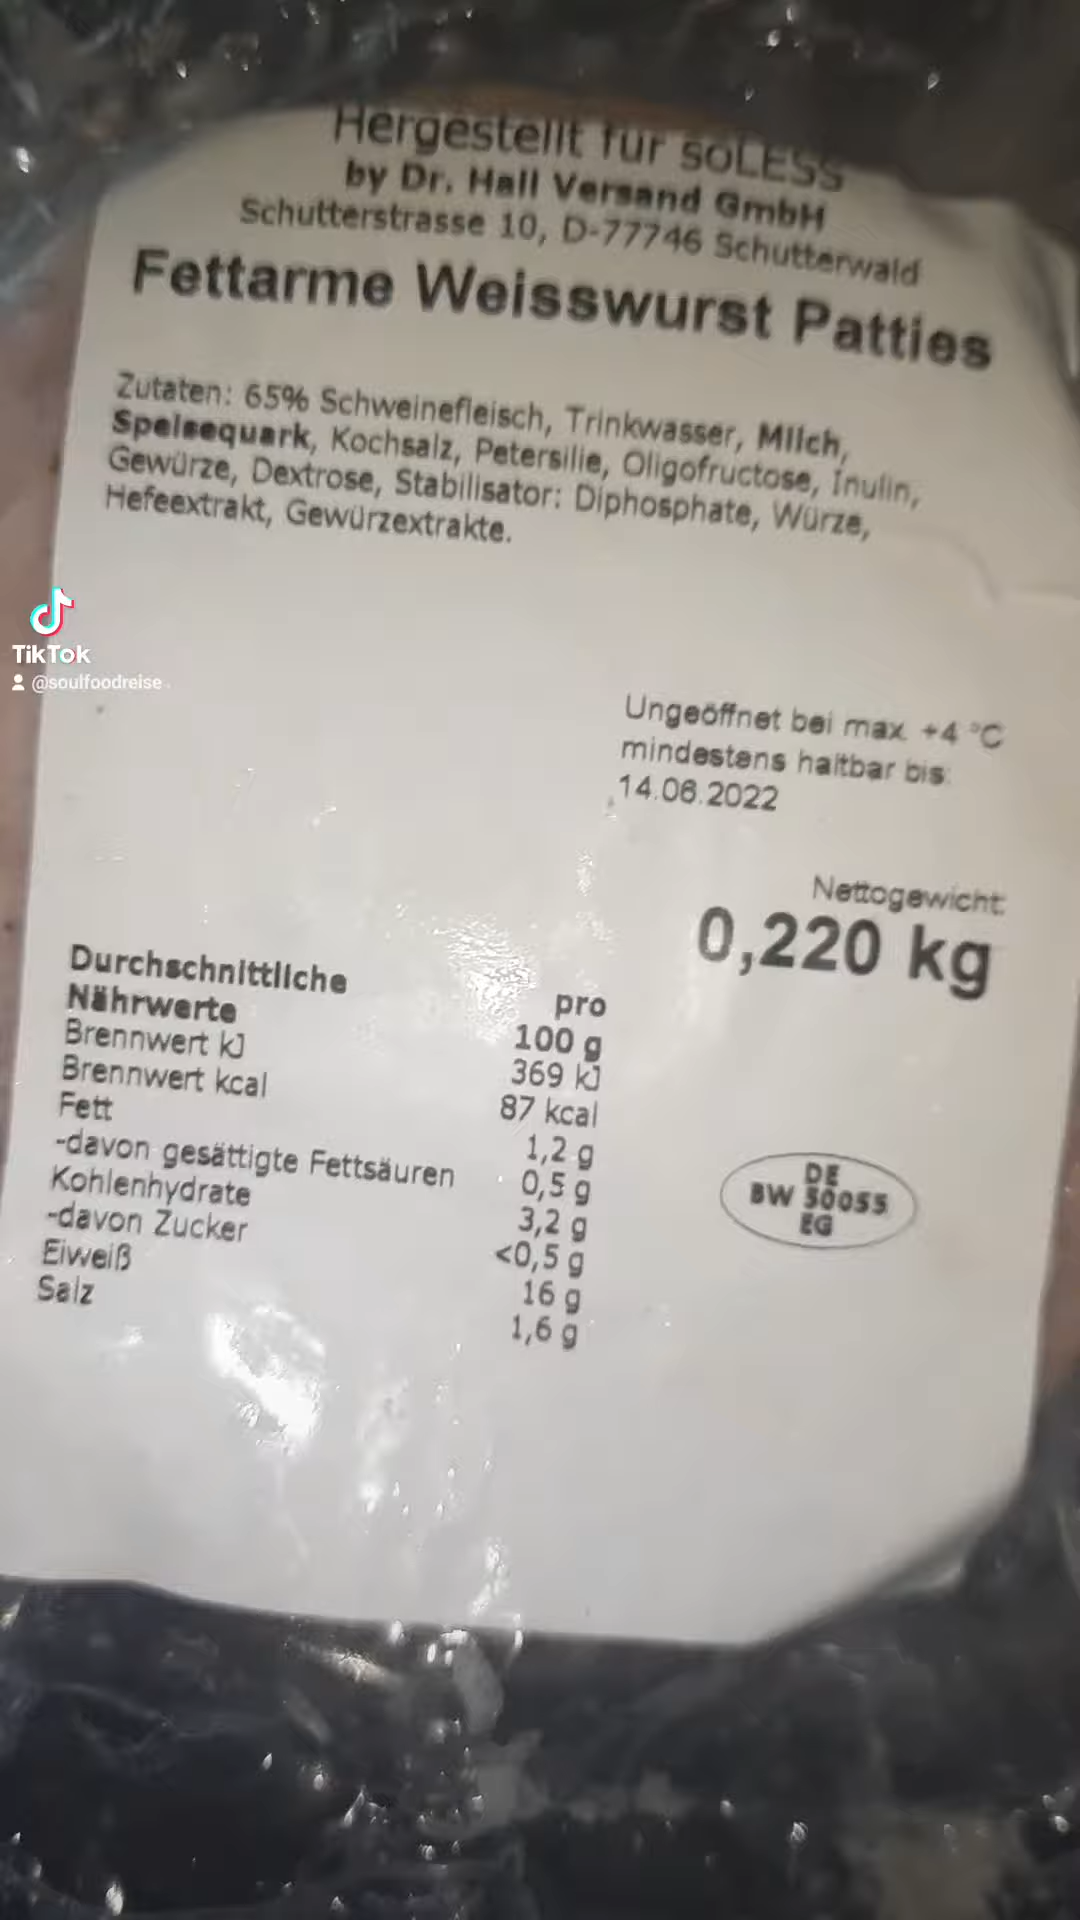 Hergestellt für soLESS
by Dr. Hall Versand GmbH
Schutterstrasse 10, D-77746 Schutterwald
Fettarme Weisswurst Patties
Zutaten: 65% Schweinefleisch, Trinkwasser, Milch,
Speisequark, Kochsalz, Petersilie, Oligofructose, Inulin,
Gewürze, Dextrose, Stabilisator: Diphosphate, Würze,
Hefeextrakt, Gewürzextrakte.
TikTok
@soulfoodreise
Ungeöffnet bei max. +4 °C
mindestens haltbar bis:
14.06.2022
Nettogewicht:
0,220 kg
Durchschnittliche
Nährwerte
pro
100 g
Brennwert kJ 369 kJ
Brennwert kcal 87 kcal
Fett 1,2 g
-davon gesättigte Fettsäuren 0,5 g
Kohlenhydrate 3,2 g
-davon Zucker <0,5 g
Eiweiß 16 g
Salz 1,6 g
DE
BW 50055
EG